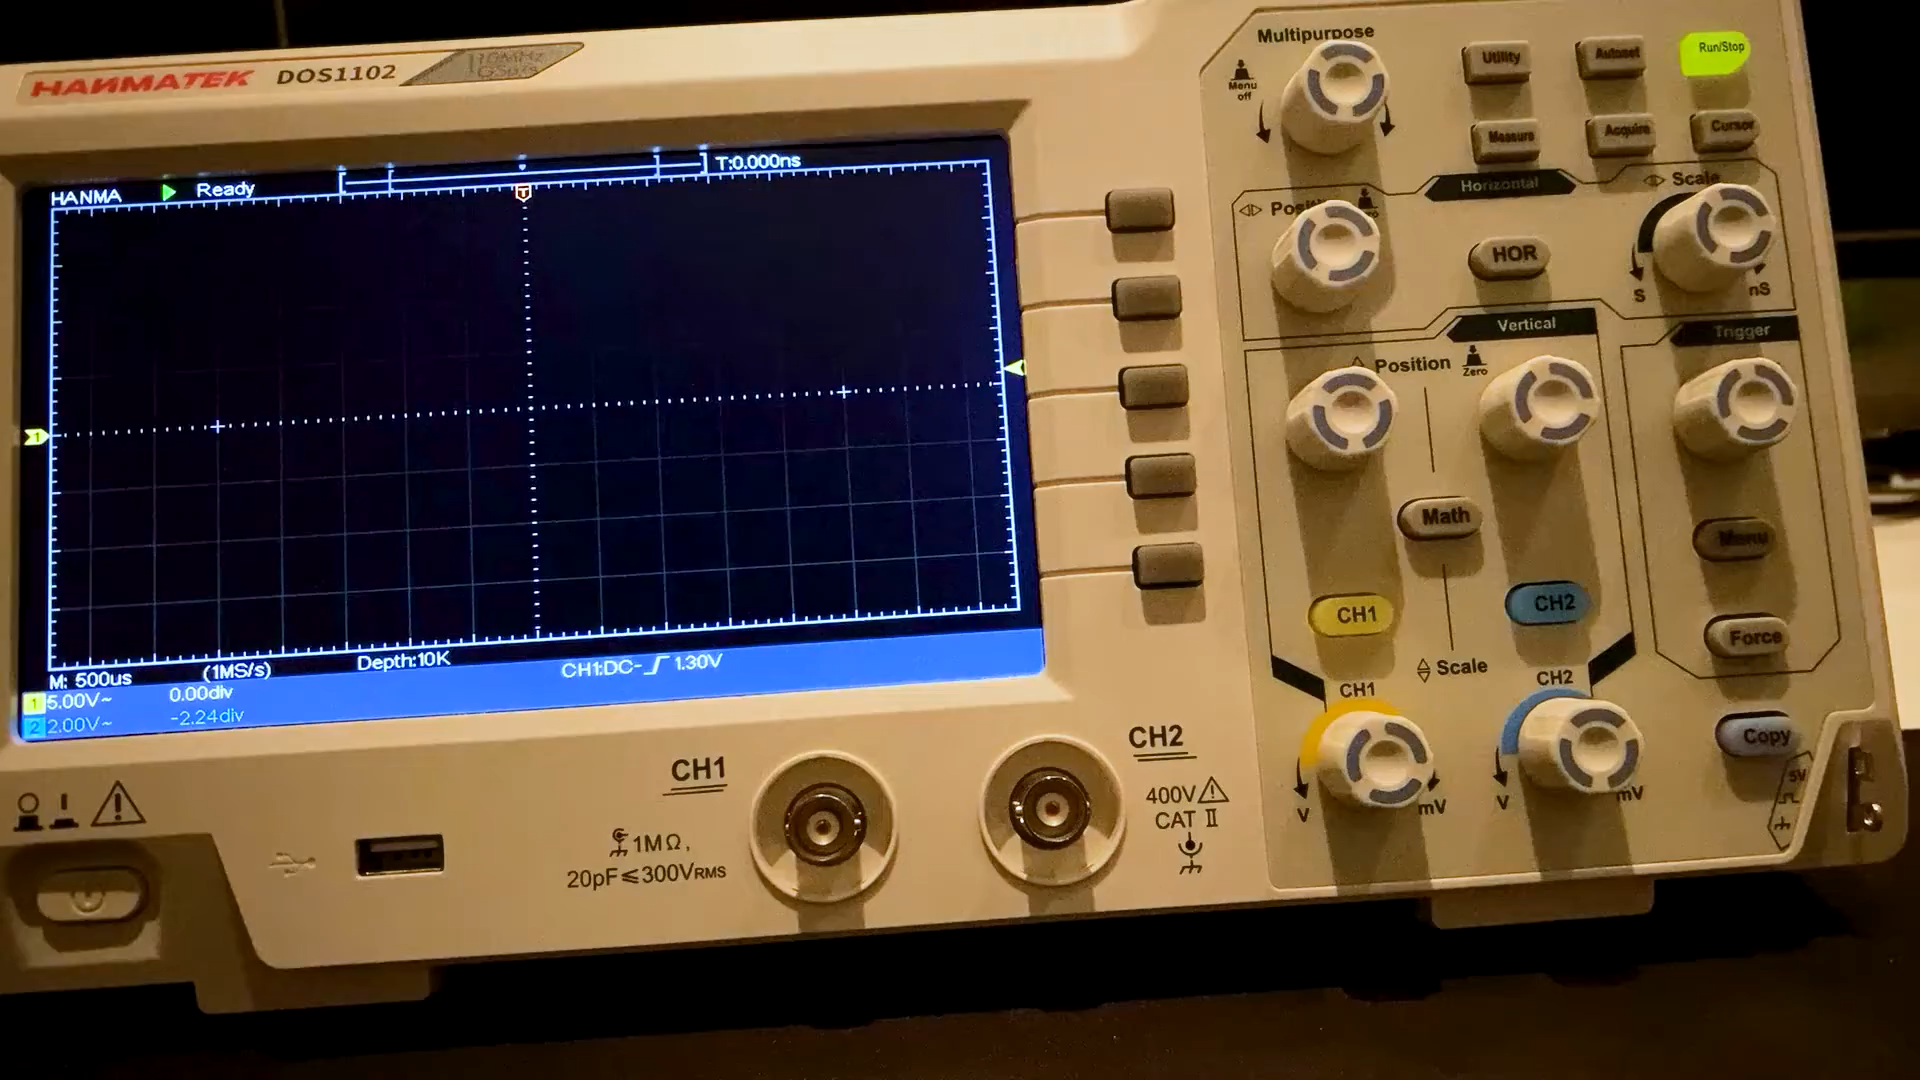 HANMATEK DOS1102
110MHz
1GSa/s
HANMA Ready T T:0.000ns
1
M: 500us (1MS/s) Depth:10K CH1:DC- 1.30V
1 5.00V~ 0.00div
2 2.00V~ -2.24div
CH1
1MΩ,
20pF≤300VRMS
CH2
400V
CAT II
Multipurpose
Menu
off
Utility Autoset Run/Stop
Measure Acquire Cursor
Horizontal
Scale
HOR
S nS
Vertical
Position
Zero
Math
CH1 CH2
Scale
CH1 CH2
V mV V mV
Trigger
Menu
Force
Copy
5V